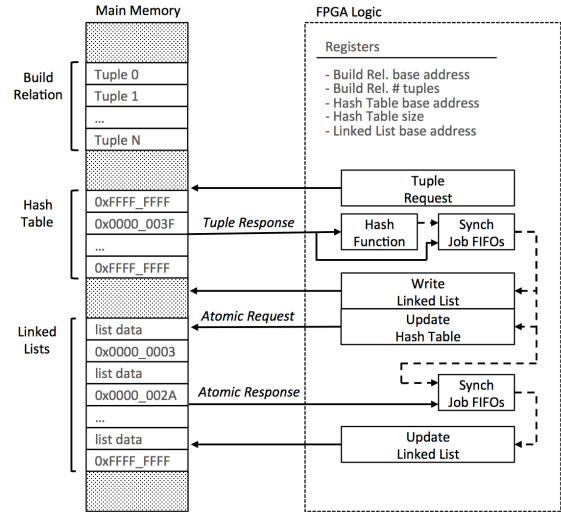 Main Memory
FPGA Logic
Build
Relation
Tuple 0
Tuple 1
...
Tuple N
Registers
- Build Rel. base address
- Build Rel. # tuples
- Hash Table base address
- Hash Table size
- Linked List base address
Hash
Table
0xFFFF_FFFF
0x0000_003F
...
0xFFFF_FFFF
Tuple
Request
Tuple Response
Hash
Function
Synch
Job FIFOs
Write
Linked List
Atomic Request
Update
Hash Table
Linked
Lists
list data
0x0000_0003
list data
0x0000_002A
...
list data
0xFFFF_FFFF
Atomic Response
Synch
Job FIFOs
Update
Linked List